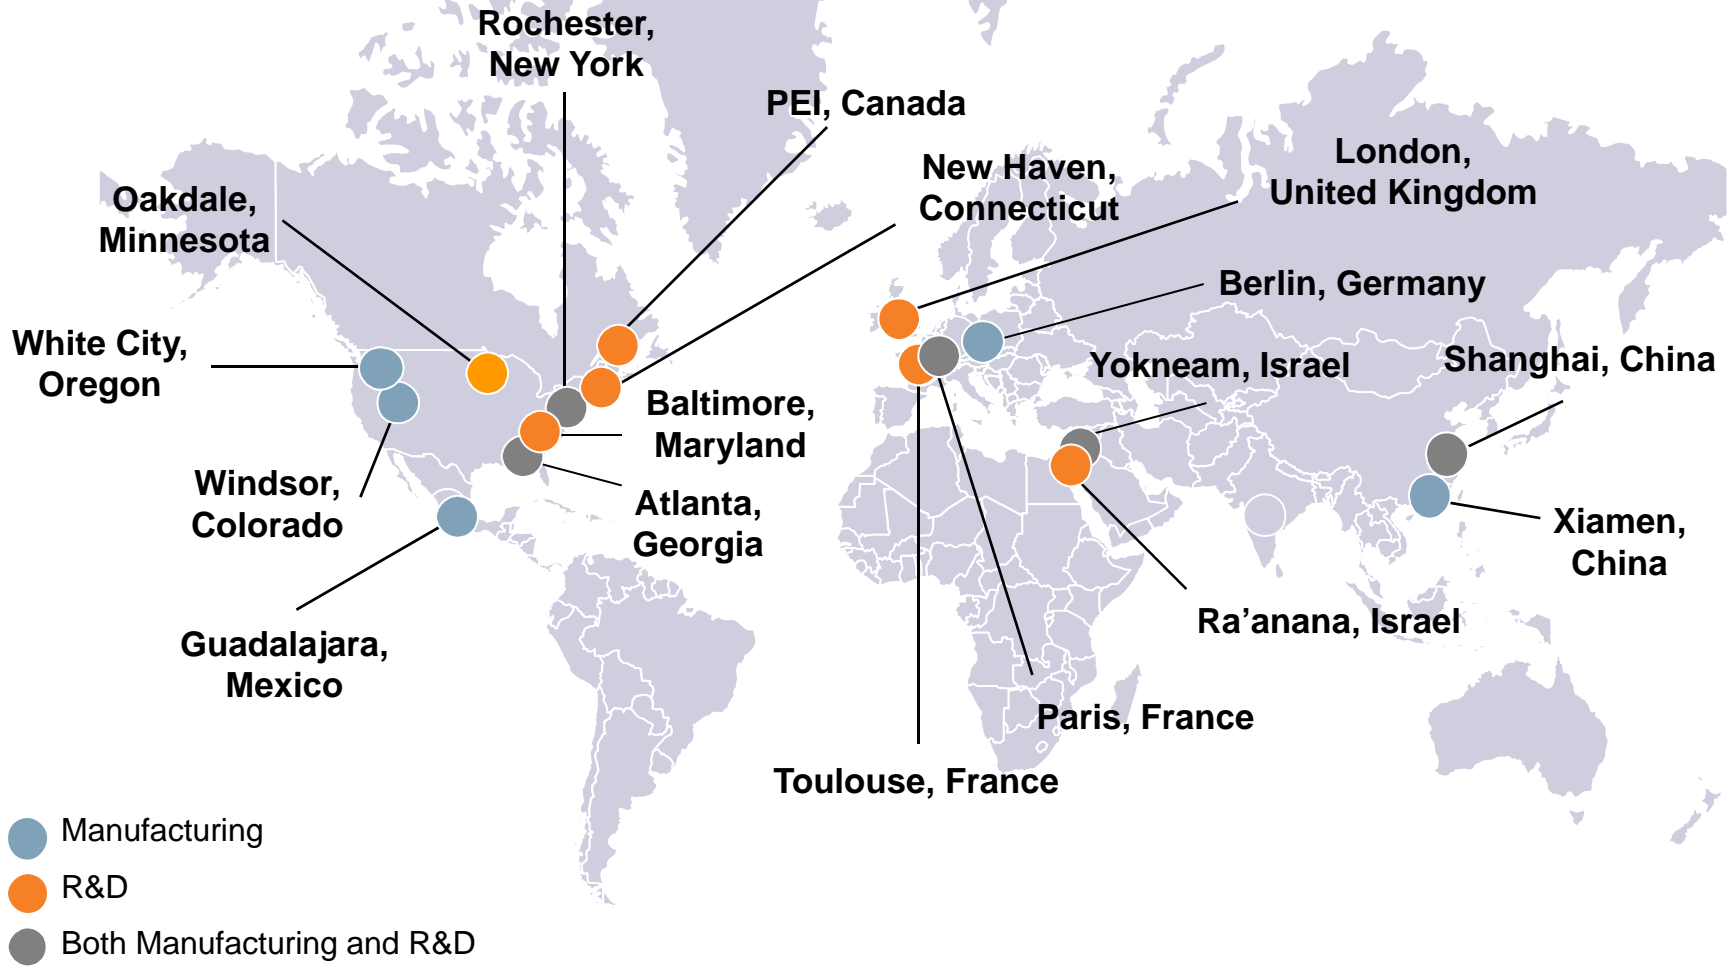 Rochester,
New York
PEI, Canada
New Haven,
Connecticut
London,
United Kingdom
Oakdale,
Minnesota
Berlin, Germany
White City,
Oregon
Yokneam, Israel
Shanghai, China
Baltimore,
Maryland
Windsor,
Colorado
Atlanta,
Georgia
Xiamen,
China
Guadalajara,
Mexico
Ra’anana, Israel
Paris, France
Toulouse, France
Manufacturing
R&D
Both Manufacturing and R&D